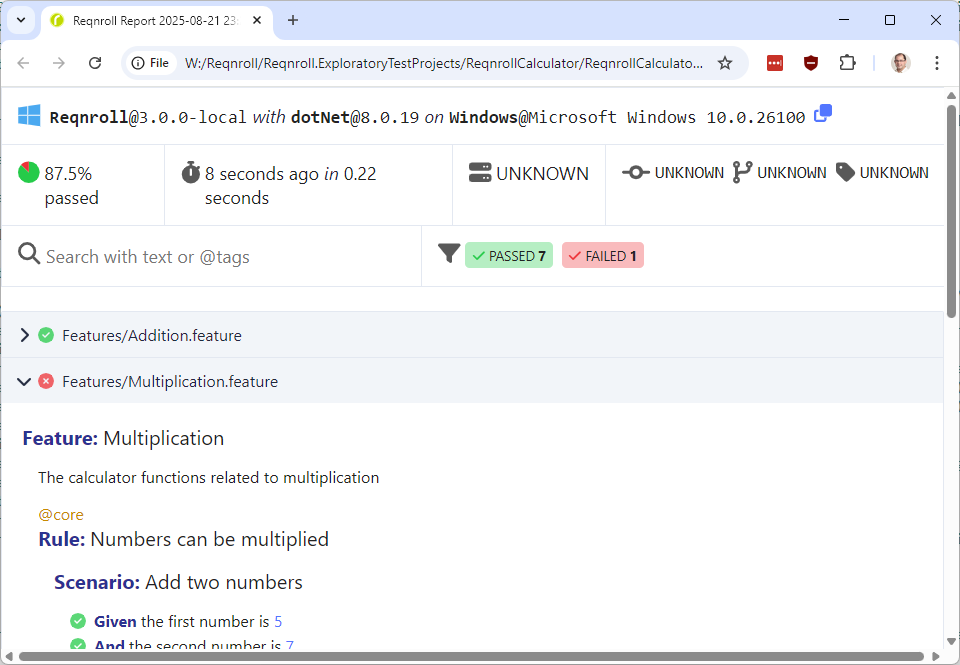 Reqnroll Report 2025-08-21 23:
File
W:/Reqnroll/Reqnroll.ExploratoryTestProjects/ReqnrollCalculator/ReqnrollCalculato...
Reqnroll@3.0.0-local with dotNet@8.0.19 on Windows@Microsoft Windows 10.0.26100
87.5% passed
8 seconds ago in 0.22 seconds
UNKNOWN
UNKNOWN
UNKNOWN
UNKNOWN
Search with text or @tags
PASSED 7
FAILED 1
Features/Addition.feature
Features/Multiplication.feature
Feature: Multiplication
The calculator functions related to multiplication
@core
Rule: Numbers can be multiplied
Scenario: Add two numbers
Given the first number is 5
And the second number is 7